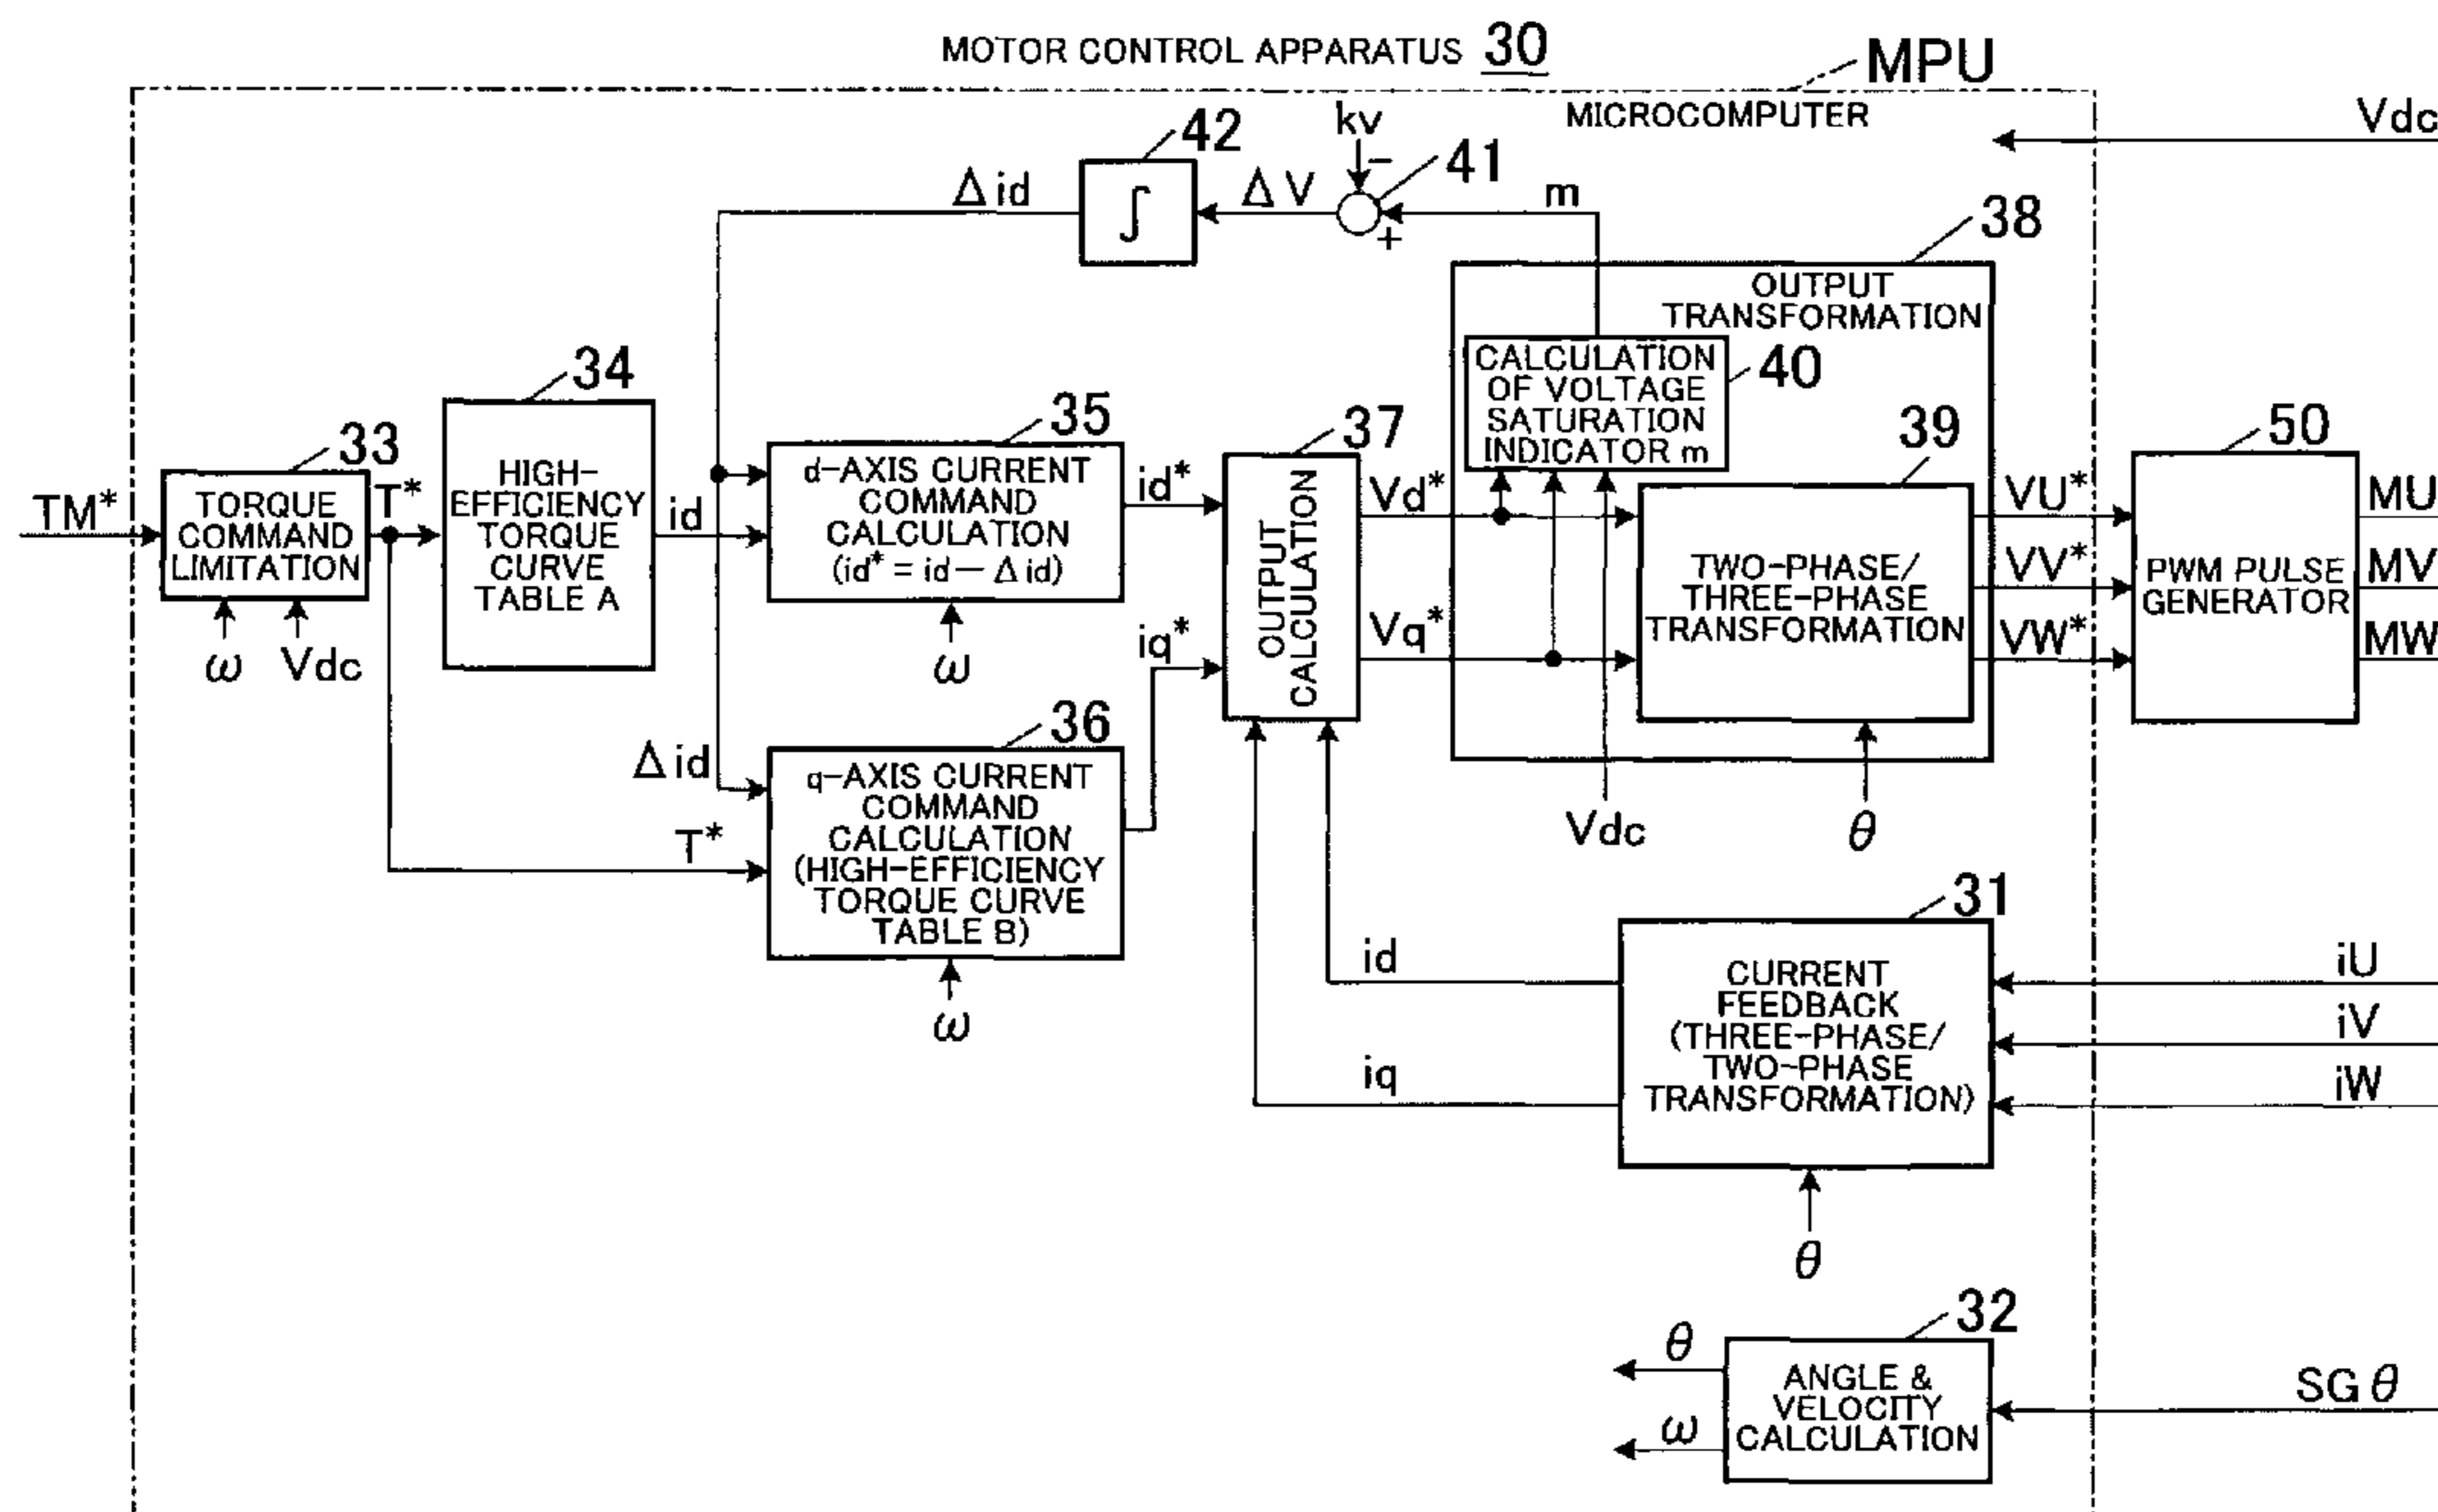 MOTOR CONTROL APPARATUS 30
MPU
MICROCOMPUTER
Vdc
42
kv
−
41
Δid
∫
ΔV
+
m
38
OUTPUT
TRANSFORMATION
CALCULATION
OF VOLTAGE
SATURATION
INDICATOR m
40
34
HIGH-
EFFICIENCY
TORQUE
CURVE
TABLE A
33
TM*
TORQUE
COMMAND
LIMITATION
T*
ω
Vdc
id
35
d-AXIS CURRENT
COMMAND
CALCULATION
(id* = id − Δid)
ω
id*
iq*
37
OUTPUT
CALCULATION
Vd*
Vq*
39
TWO-PHASE/
THREE-PHASE
TRANSFORMATION
VU*
VV*
VW*
50
PWM PULSE
GENERATOR
MU
MV
MW
36
Δid
T*
q-AXIS CURRENT
COMMAND
CALCULATION
(HIGH-EFFICIENCY
TORQUE CURVE
TABLE B)
ω
Vdc
θ
31
id
iq
CURRENT
FEEDBACK
(THREE-PHASE/
TWO-PHASE
TRANSFORMATION)
iU
iV
iW
θ
32
θ
ω
ANGLE &
VELOCITY
CALCULATION
SGθ